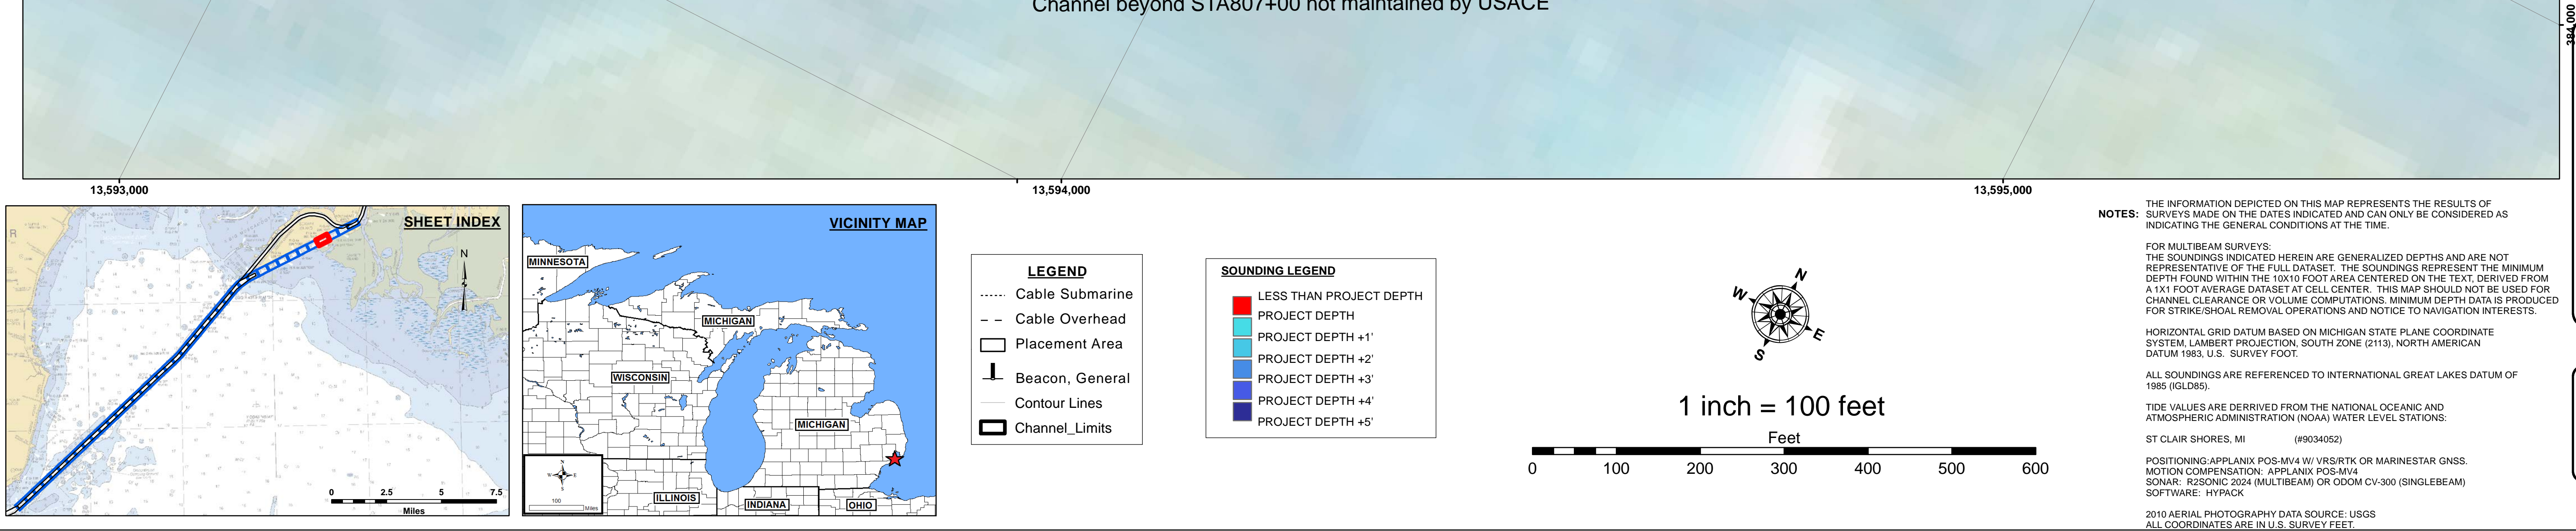 Channel beyond STA807+00 not maintained by USACE
384,000
13,593,000
13,594,000
13,595,000
SHEET INDEX
N
R
0 2.5 5 7.5
Miles
VICINITY MAP
MINNESOTA
MICHIGAN
WISCONSIN
MICHIGAN
ILLINOIS
INDIANA
OHIO
N
W E
S
100
Miles
LEGEND
Cable Submarine
Cable Overhead
Placement Area
Beacon, General
Contour Lines
Channel_Limits
SOUNDING LEGEND
LESS THAN PROJECT DEPTH
PROJECT DEPTH
PROJECT DEPTH +1'
PROJECT DEPTH +2'
PROJECT DEPTH +3'
PROJECT DEPTH +4'
PROJECT DEPTH +5'
N
W
E
S
1 inch = 100 feet
Feet
0 100 200 300 400 500 600
NOTES:
THE INFORMATION DEPICTED ON THIS MAP REPRESENTS THE RESULTS OF
SURVEYS MADE ON THE DATES INDICATED AND CAN ONLY BE CONSIDERED AS
INDICATING THE GENERAL CONDITIONS AT THE TIME.
FOR MULTIBEAM SURVEYS:
THE SOUNDINGS INDICATED HEREIN ARE GENERALIZED DEPTHS AND ARE NOT
REPRESENTATIVE OF THE FULL DATASET. THE SOUNDINGS REPRESENT THE MINIMUM
DEPTH FOUND WITHIN THE 10X10 FOOT AREA CENTERED ON THE TEXT, DERIVED FROM
A 1X1 FOOT AVERAGE DATASET AT CELL CENTER. THIS MAP SHOULD NOT BE USED FOR
CHANNEL CLEARANCE OR VOLUME COMPUTATIONS. MINIMUM DEPTH DATA IS PRODUCED
FOR STRIKE/SHOAL REMOVAL OPERATIONS AND NOTICE TO NAVIGATION INTERESTS.
HORIZONTAL GRID DATUM BASED ON MICHIGAN STATE PLANE COORDINATE
SYSTEM, LAMBERT PROJECTION, SOUTH ZONE (2113), NORTH AMERICAN
DATUM 1983, U.S. SURVEY FOOT.
ALL SOUNDINGS ARE REFERENCED TO INTERNATIONAL GREAT LAKES DATUM OF
1985 (IGLD85).
TIDE VALUES ARE DERRIVED FROM THE NATIONAL OCEANIC AND
ATMOSPHERIC ADMINISTRATION (NOAA) WATER LEVEL STATIONS:
ST CLAIR SHORES, MI (#9034052)
POSITIONING:APPLANIX POS-MV4 W/ VRS/RTK OR MARINESTAR GNSS.
MOTION COMPENSATION: APPLANIX POS-MV4
SONAR: R2SONIC 2024 (MULTIBEAM) OR ODOM CV-300 (SINGLEBEAM)
SOFTWARE: HYPACK
2010 AERIAL PHOTOGRAPHY DATA SOURCE: USGS
ALL COORDINATES ARE IN U.S. SURVEY FEET.